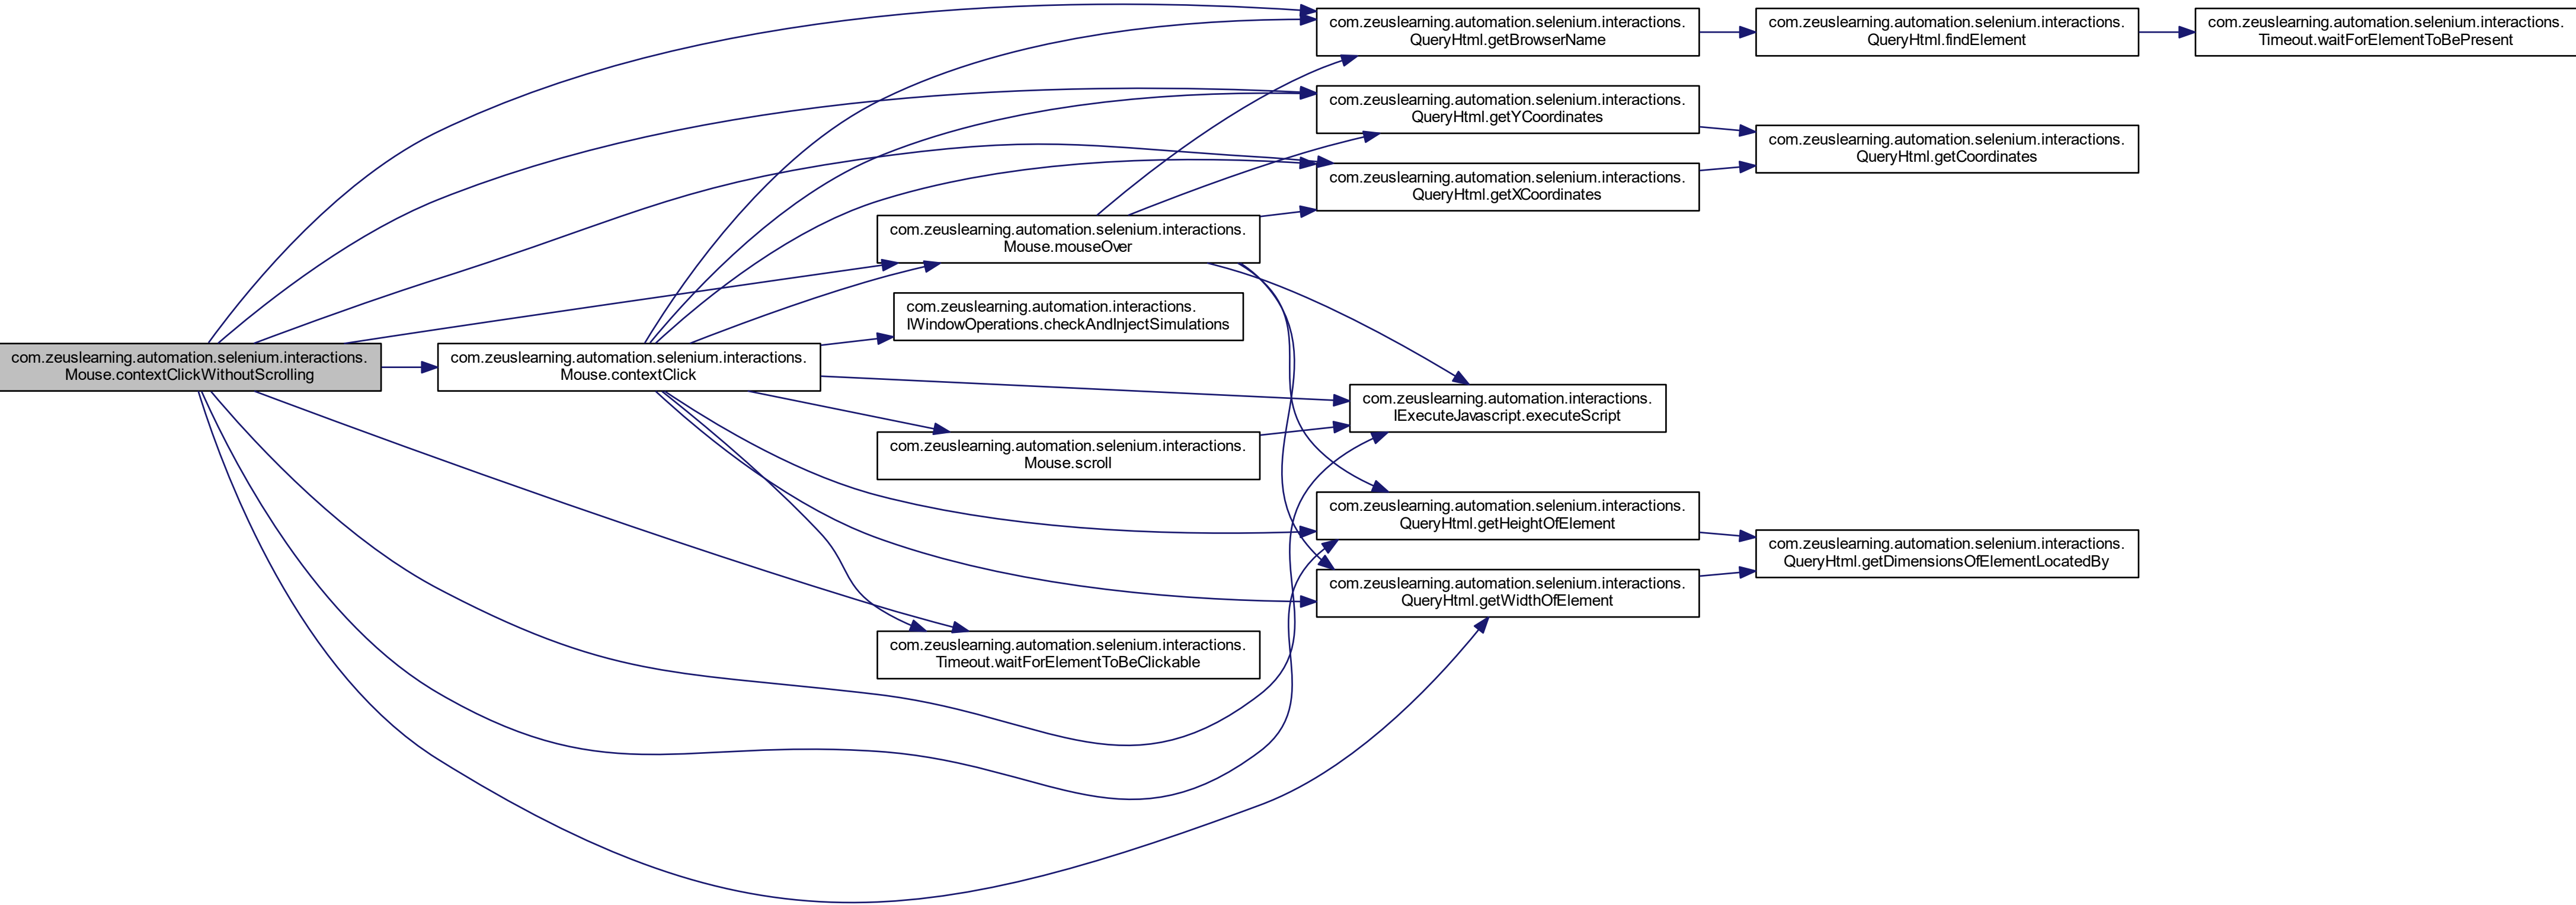 com.zeuslearning.automation.selenium.interactions.
Mouse.contextClickWithoutScrolling
com.zeuslearning.automation.selenium.interactions.
Mouse.contextClick
com.zeuslearning.automation.selenium.interactions.
Mouse.mouseOver
com.zeuslearning.automation.interactions.
IWindowOperations.checkAndInjectSimulations
com.zeuslearning.automation.selenium.interactions.
Mouse.scroll
com.zeuslearning.automation.selenium.interactions.
Timeout.waitForElementToBeClickable
com.zeuslearning.automation.selenium.interactions.
QueryHtml.getBrowserName
com.zeuslearning.automation.selenium.interactions.
QueryHtml.getYCoordinates
com.zeuslearning.automation.selenium.interactions.
QueryHtml.getXCoordinates
com.zeuslearning.automation.interactions.
IExecuteJavascript.executeScript
com.zeuslearning.automation.selenium.interactions.
QueryHtml.getHeightOfElement
com.zeuslearning.automation.selenium.interactions.
QueryHtml.getWidthOfElement
com.zeuslearning.automation.selenium.interactions.
QueryHtml.findElement
com.zeuslearning.automation.selenium.interactions.
QueryHtml.getCoordinates
com.zeuslearning.automation.selenium.interactions.
QueryHtml.getDimensionsOfElementLocatedBy
com.zeuslearning.automation.selenium.interactions.
Timeout.waitForElementToBePresent